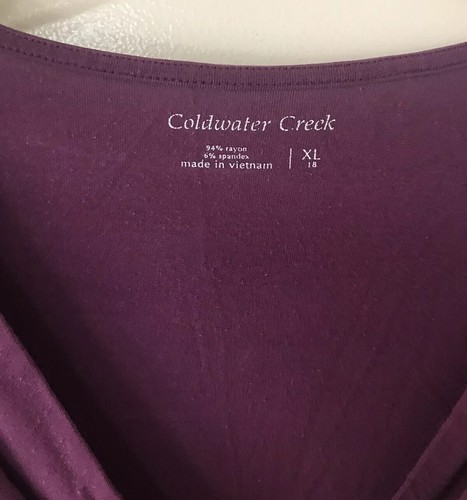 Coldwater Creek
94% rayon
6% spandex
made in vietnam
XL
18